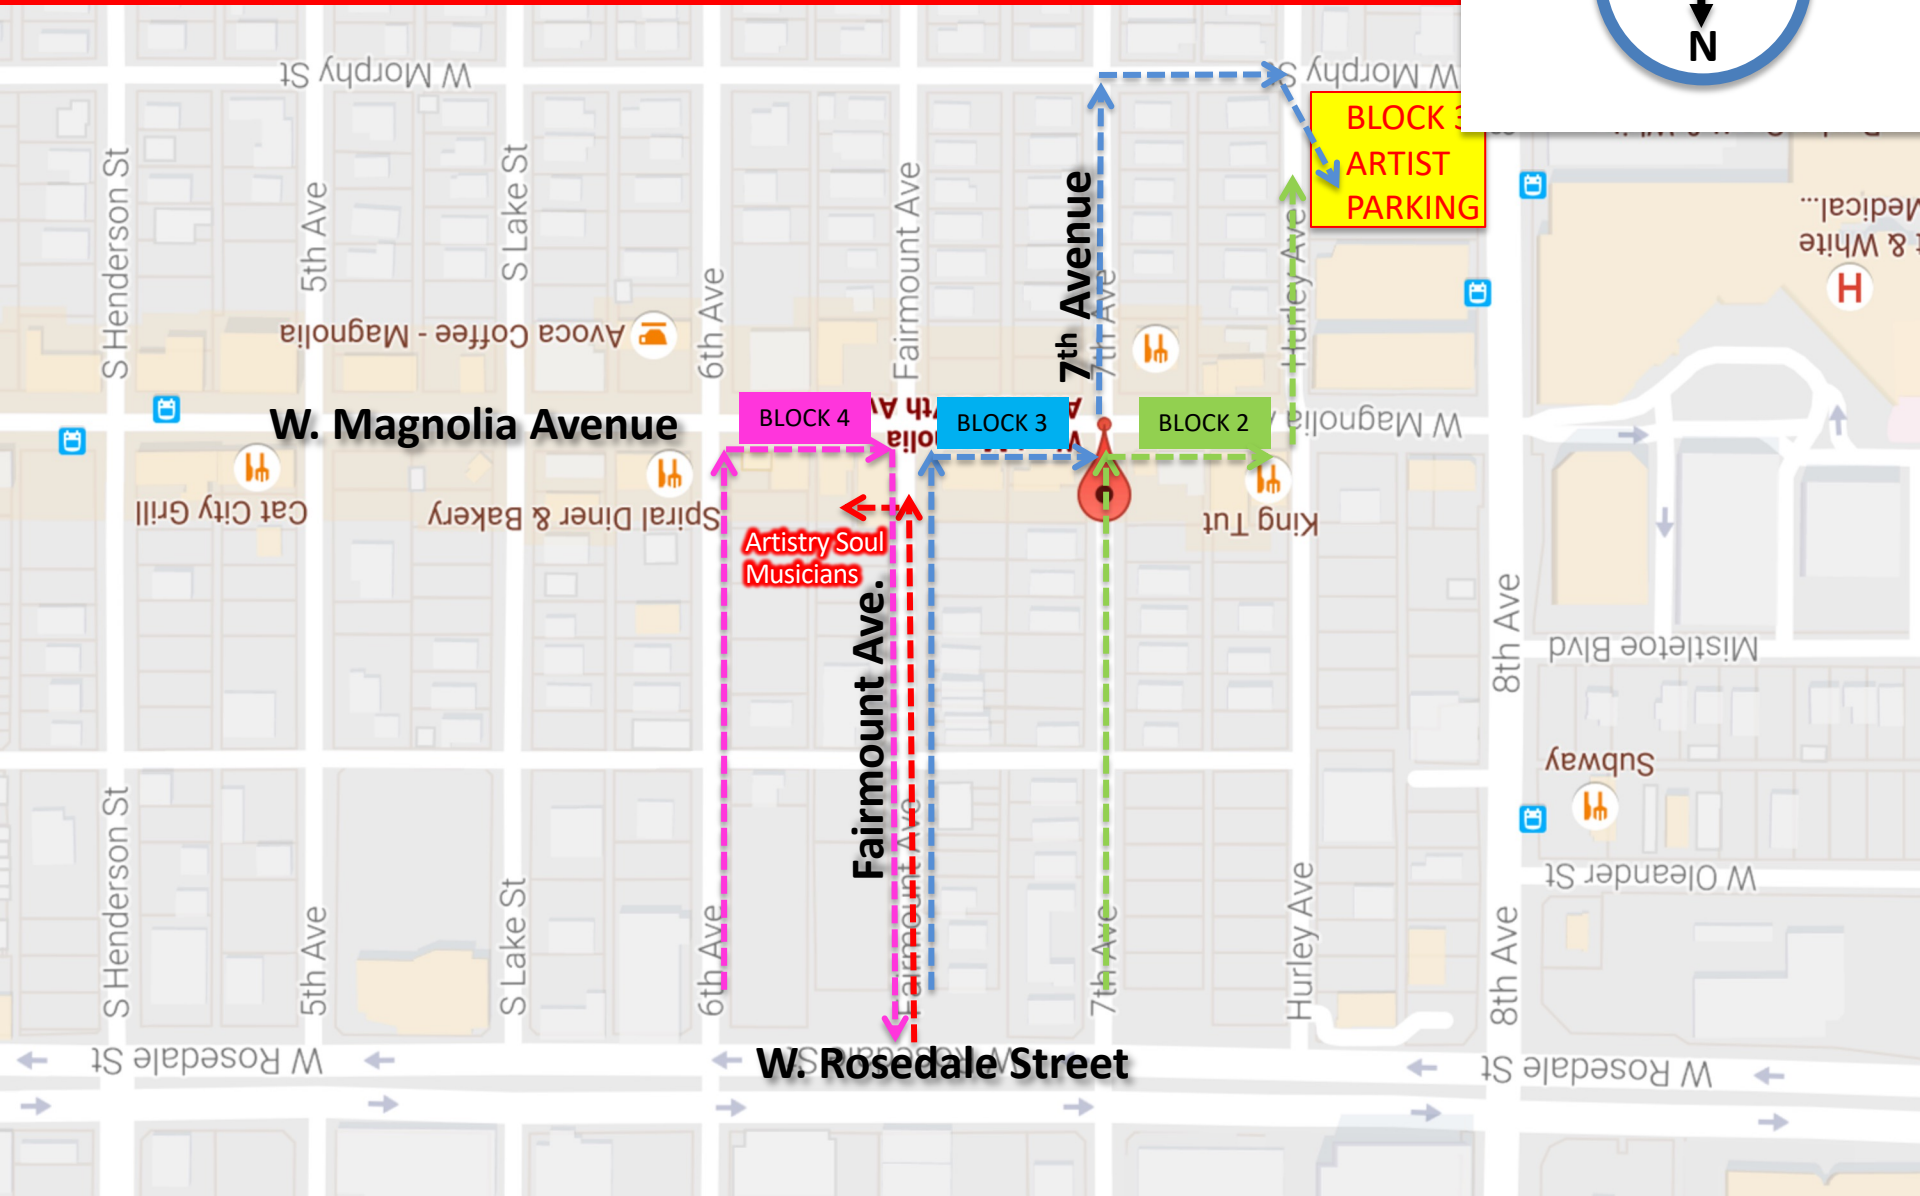 N
W Morphy St
W Morphy S
BLOCK 3
ARTIST
PARKING
S Henderson St
5th Ave
S Lake St
6th Ave
Fairmount Ave
7th Avenue
7th Ave
Hurley Ave
Medical...
& White
H
Avoca Coffee - Magnolia
W. Magnolia Avenue
BLOCK 4
BLOCK 3
BLOCK 2
W Magnolia
Cat City Grill
Spiral Diner & Bakery
King Tut
Artistry Soul
Musicians
Fairmount Ave.
8th Ave
Mistletoe Blvd
Subway
W Oleander St
S Henderson St
5th Ave
S Lake St
6th Ave
Fairmount Ave
7th Ave
Hurley Ave
8th Ave
W Rosedale St
W. Rosedale Street
W Rosedale St